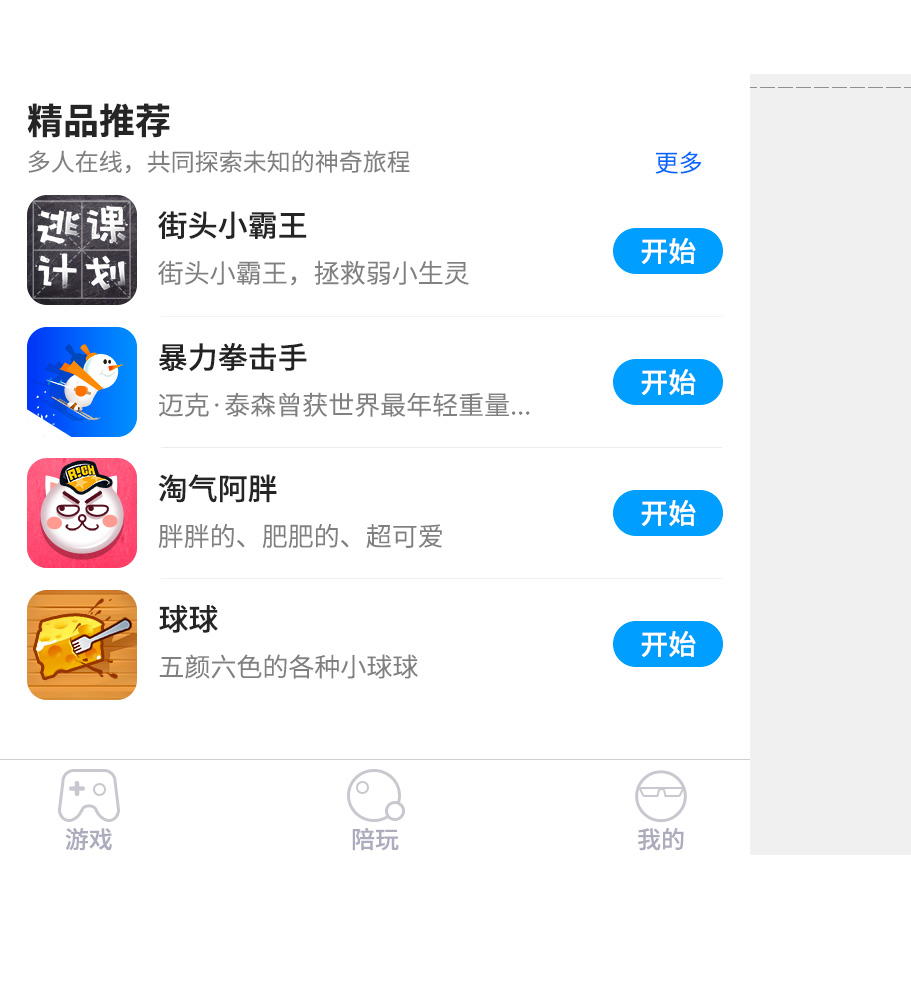 精品推荐
多人在线，共同探索未知的神奇旅程
更多
逃课
计划
街头小霸王
街头小霸王，拯救弱小生灵
开始
暴力拳击手
迈克·泰森曾获世界最年轻重量...
开始
RICH
淘气阿胖
胖胖的、肥肥的、超可爱
开始
球球
五颜六色的各种小球球
开始
游戏
陪玩
我的